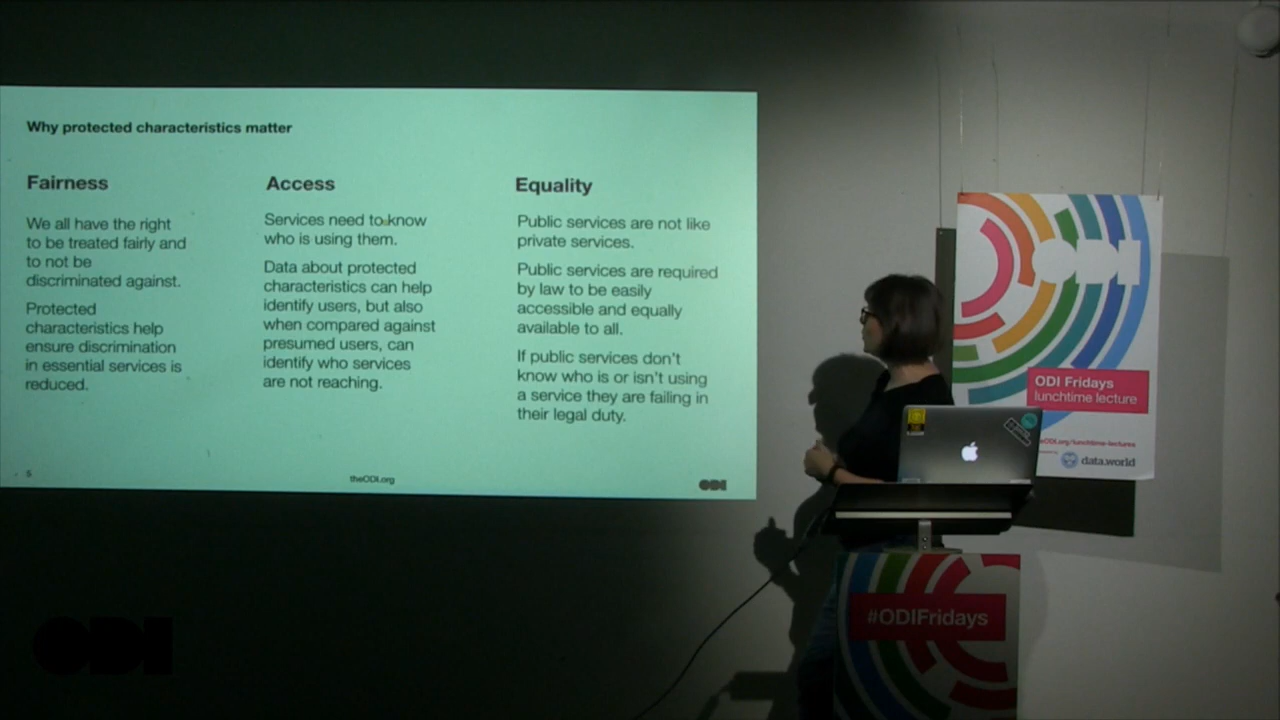 Why protected characteristics matter
Fairness
We all have the right
to be treated fairly and
to not be
discriminated against.
Protected
characteristics help
ensure discrimination
in essential services is
reduced.
Access
Services need to know
who is using them.
Data about protected
characteristics can help
identify users, but also
when compared against
presumed users, can
identify who services
are not reaching.
Equality
Public services are not like
private services.
Public services are required
by law to be easily
accessible and equally
available to all.
If public services don't
know who is or isn't using
a service they are failing in
their legal duty.
5
theODI.org
ODI
ODI Fridays
lunchtime lecture
eODI.org/lunchtime-lectures
data.world
#ODIFridays
ODI